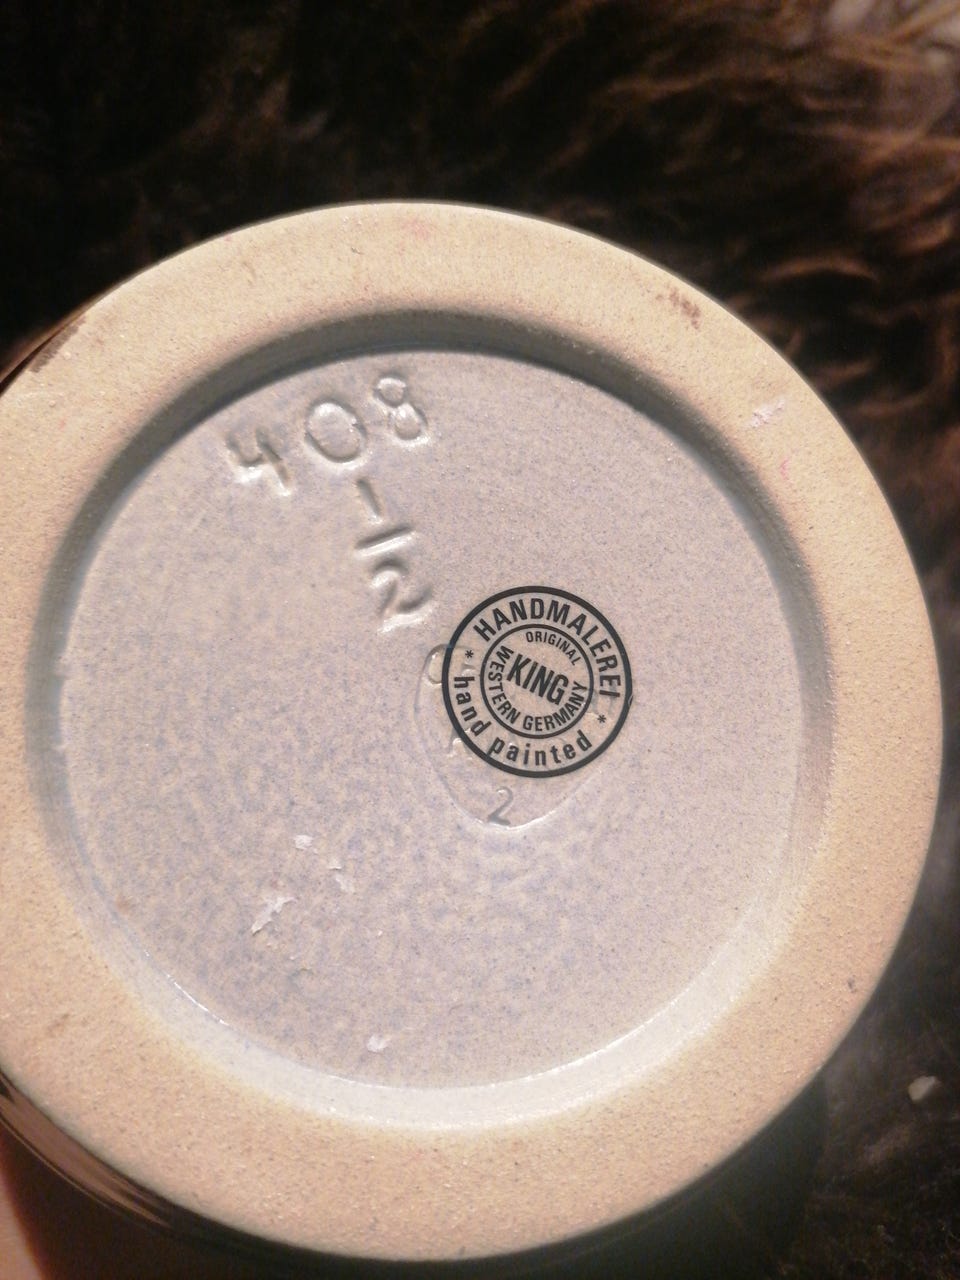 408
1
2
HANDMALEREI
ORIGINAL
KING
WESTERN GERMANY
* hand painted *
2